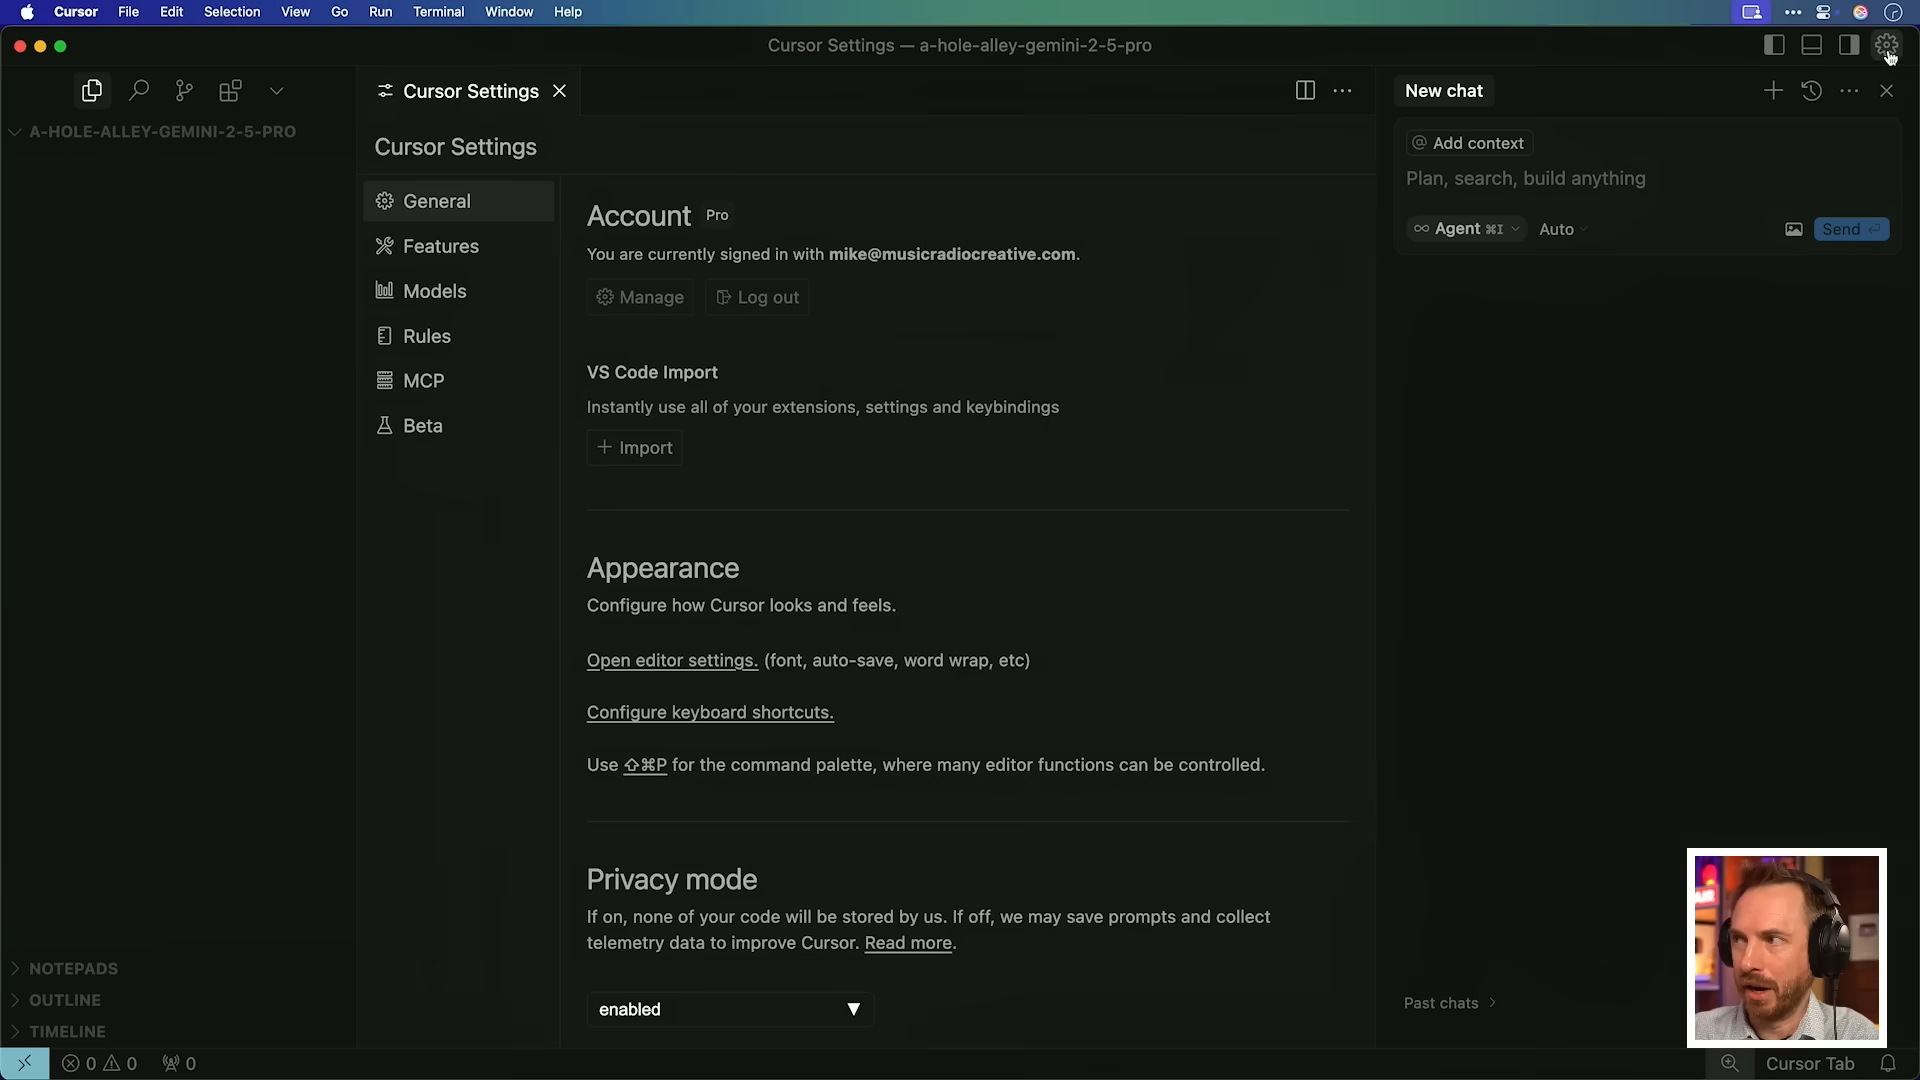 Cursor File Edit Selection View Go Run Terminal Window Help
Cursor Settings — a-hole-alley-gemini-2-5-pro
Cursor Settings
New chat
A-HOLE-ALLEY-GEMINI-2-5-PRO
Cursor Settings
@ Add context
Plan, search, build anything
∞ Agent ⌘I Auto
Send ⏎
General
Features
Models
Rules
MCP
Beta
Account Pro
You are currently signed in with mike@musicradiocreative.com.
Manage Log out
VS Code Import
Instantly use all of your extensions, settings and keybindings
+ Import
Appearance
Configure how Cursor looks and feels.
Open editor settings. (font, auto-save, word wrap, etc)
Configure keyboard shortcuts.
Use ⇧⌘P for the command palette, where many editor functions can be controlled.
Privacy mode
If on, none of your code will be stored by us. If off, we may save prompts and collect
telemetry data to improve Cursor. Read more.
enabled
NOTEPADS
OUTLINE
TIMELINE
Past chats
0 0 0
Cursor Tab